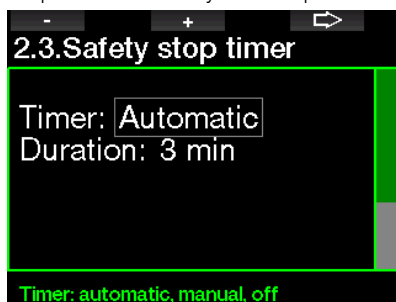 - + ⇨
2.3.Safety stop timer
Timer: Automatic
Duration: 3 min
Timer: automatic, manual, off